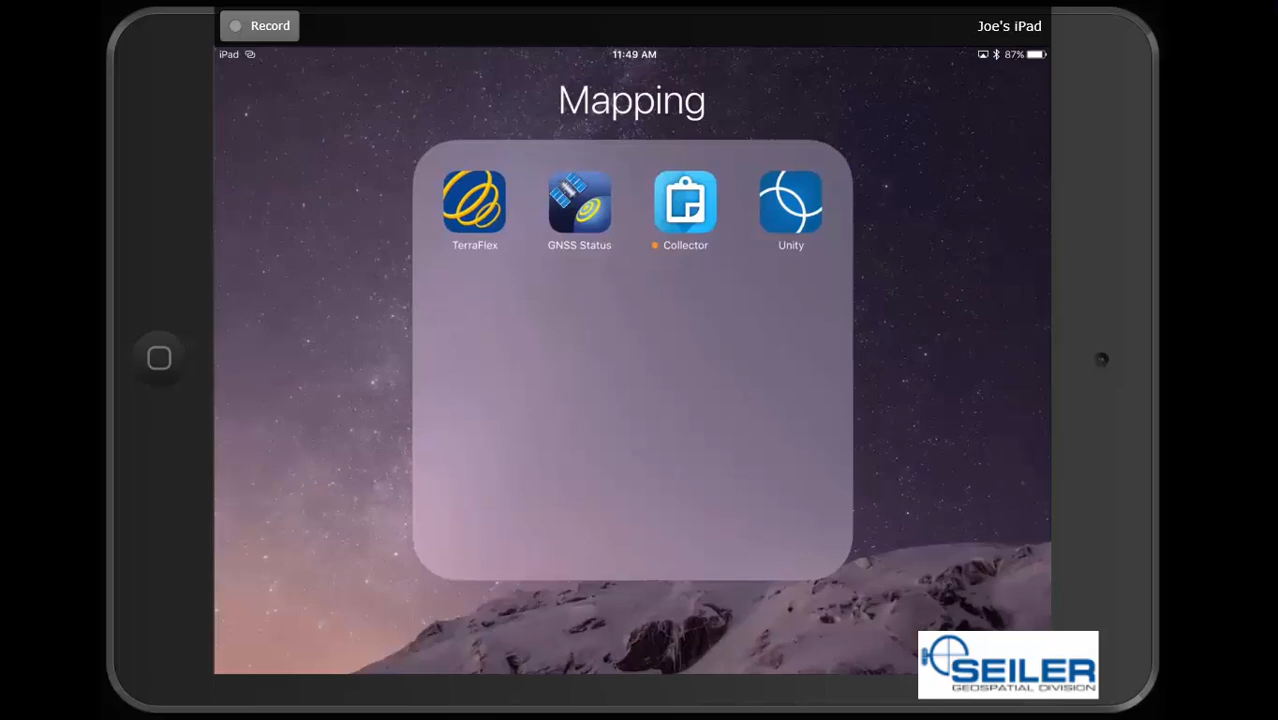 Record
Joe's iPad
iPad
11:49 AM
87%
Mapping
TerraFlex
GNSS Status
Collector
Unity
SEILER
GEOSPATIAL DIVISION